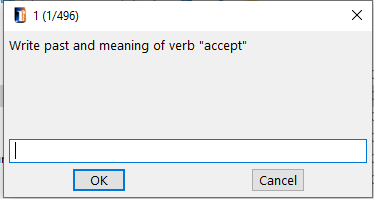 1 (1/496)
Write past and meaning of verb "accept"
OK
Cancel